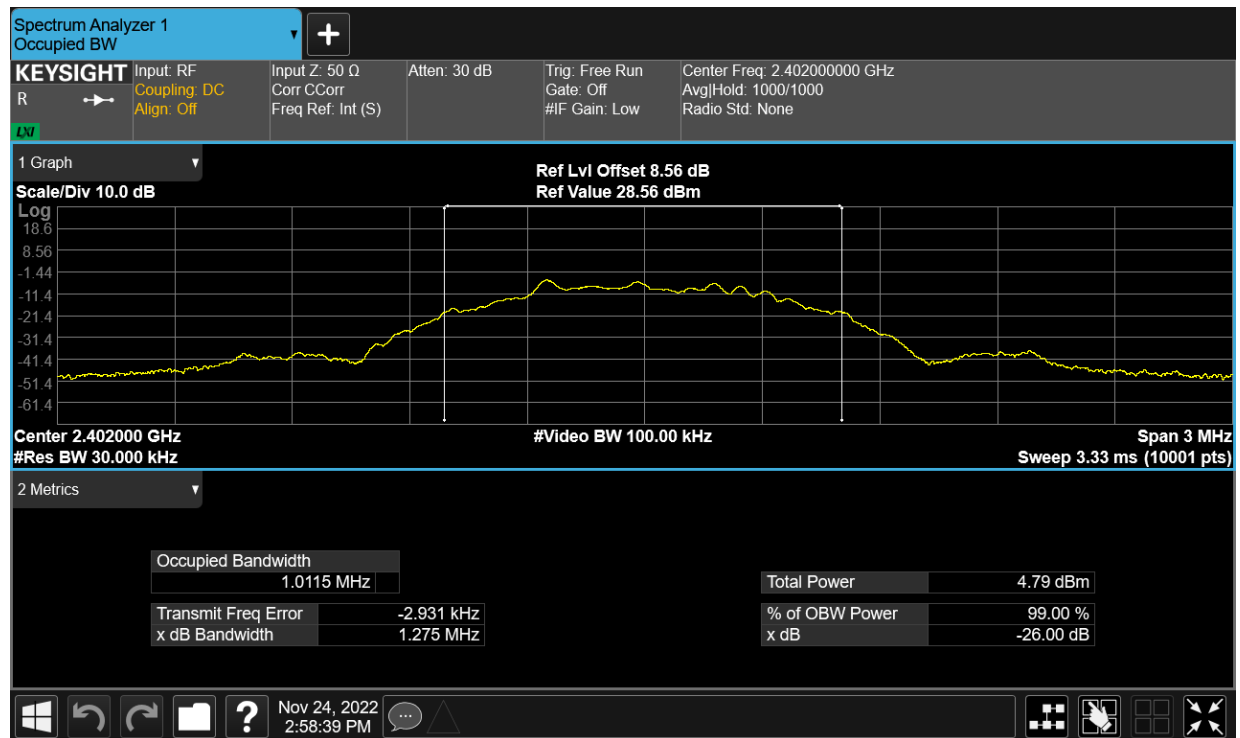 Spectrum Analyzer 1
Occupied BW
▼
+
KEYSIGHT
R
LXI
Input: RF
Coupling: DC
Align: Off
Input Z: 50 Ω
Corr CCorr
Freq Ref: Int (S)
Atten: 30 dB
Trig: Free Run
Gate: Off
#IF Gain: Low
Center Freq: 2.402000000 GHz
Avg|Hold: 1000/1000
Radio Std: None
1 Graph ▼
Scale/Div 10.0 dB
Ref Lvl Offset 8.56 dB
Ref Value 28.56 dBm
Log
18.6
8.56
-1.44
-11.4
-21.4
-31.4
-41.4
-51.4
-61.4
Center 2.402000 GHz
#Video BW 100.00 kHz
Span 3 MHz
#Res BW 30.000 kHz
Sweep 3.33 ms (10001 pts)
2 Metrics ▼
Occupied Bandwidth
1.0115 MHz
Total Power 4.79 dBm
Transmit Freq Error -2.931 kHz
% of OBW Power 99.00 %
x dB Bandwidth 1.275 MHz
x dB -26.00 dB
?
Nov 24, 2022
2:58:39 PM